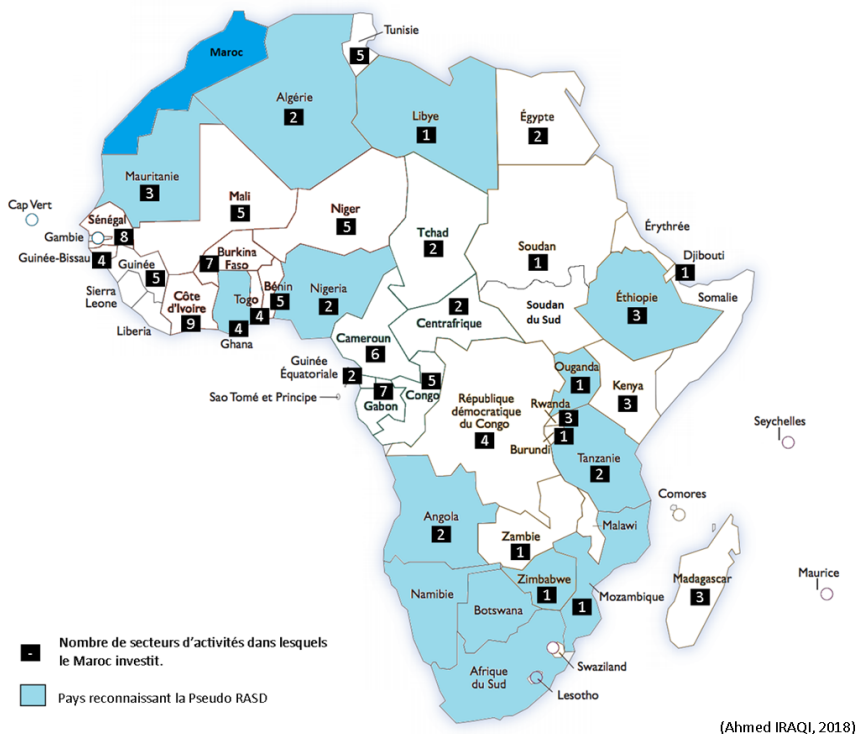 Maroc
Tunisie
5
Algérie
2
Libye
1
Égypte
2
Mauritanie
3
Mali
5
Niger
5
Tchad
2
Soudan
1
Érythrée
Djibouti
1
Cap Vert
Sénégal
8
Gambie
Guinée-Bissau
4
Guinée
5
Sierra
Leone
Liberia
Burkina
Faso
7
Côte
d'Ivoire
9
Ghana
4
Togo
4
Bénin
5
Nigeria
2
Cameroun
6
2
Centrafrique
Soudan
du Sud
Éthiopie
3
Somalie
Guinée
Équatoriale
2
Sao Tomé et Principe
7
Gabon
5
Congo
République
démocratique
du Congo
4
Ouganda
1
Kenya
3
Rwanda
3
Burundi
1
Tanzanie
2
Seychelles
Comores
Angola
2
Zambie
1
Malawi
Zimbabwe
1
Mozambique
1
Madagascar
3
Maurice
Namibie
Botswana
Swaziland
Afrique
du Sud
Lesotho
- Nombre de secteurs d'activités dans lesquels
le Maroc investit.
Pays reconnaissant la Pseudo RASD
(Ahmed IRAQI, 2018)